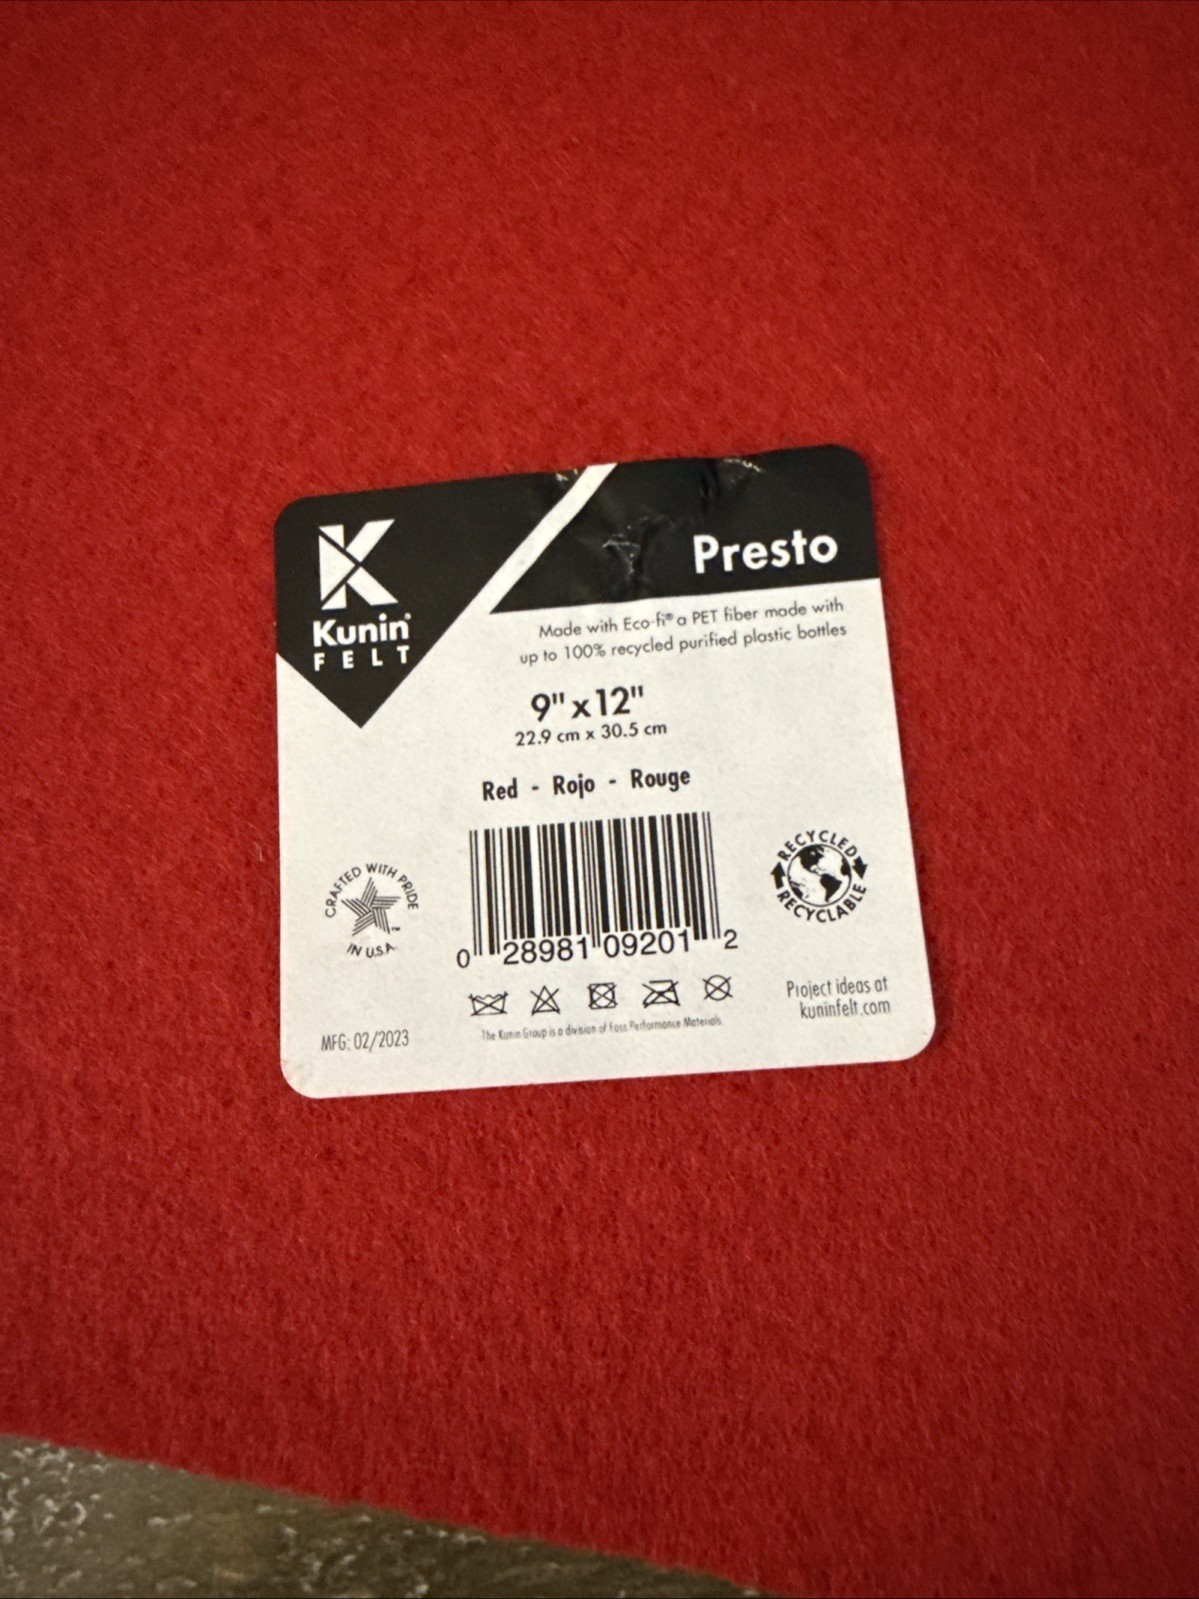 Kunin®
FELT
Presto
Made with Eco-fi® a PET fiber made with
up to 100% recycled purified plastic bottles
9" x 12"
22.9 cm x 30.5 cm
Red - Rojo - Rouge
CRAFTED WITH PRIDE
IN U.S.A.
™
RECYCLED
RECYCLABLE
0 28981 09201 2
Project ideas at
kuninfelt.com
MFG: 02/2023
The Kunin Group is a division of Foss Performance Materials